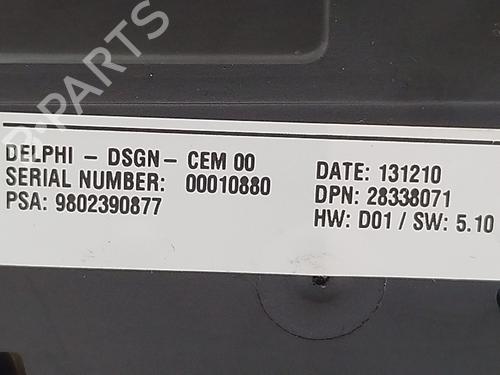 B-PARTS
DELPHI - DSGN - CEM 00
SERIAL NUMBER: 00010880
PSA: 9802390877
DATE: 131210
DPN: 28338071
HW: D01 / SW: 5.10